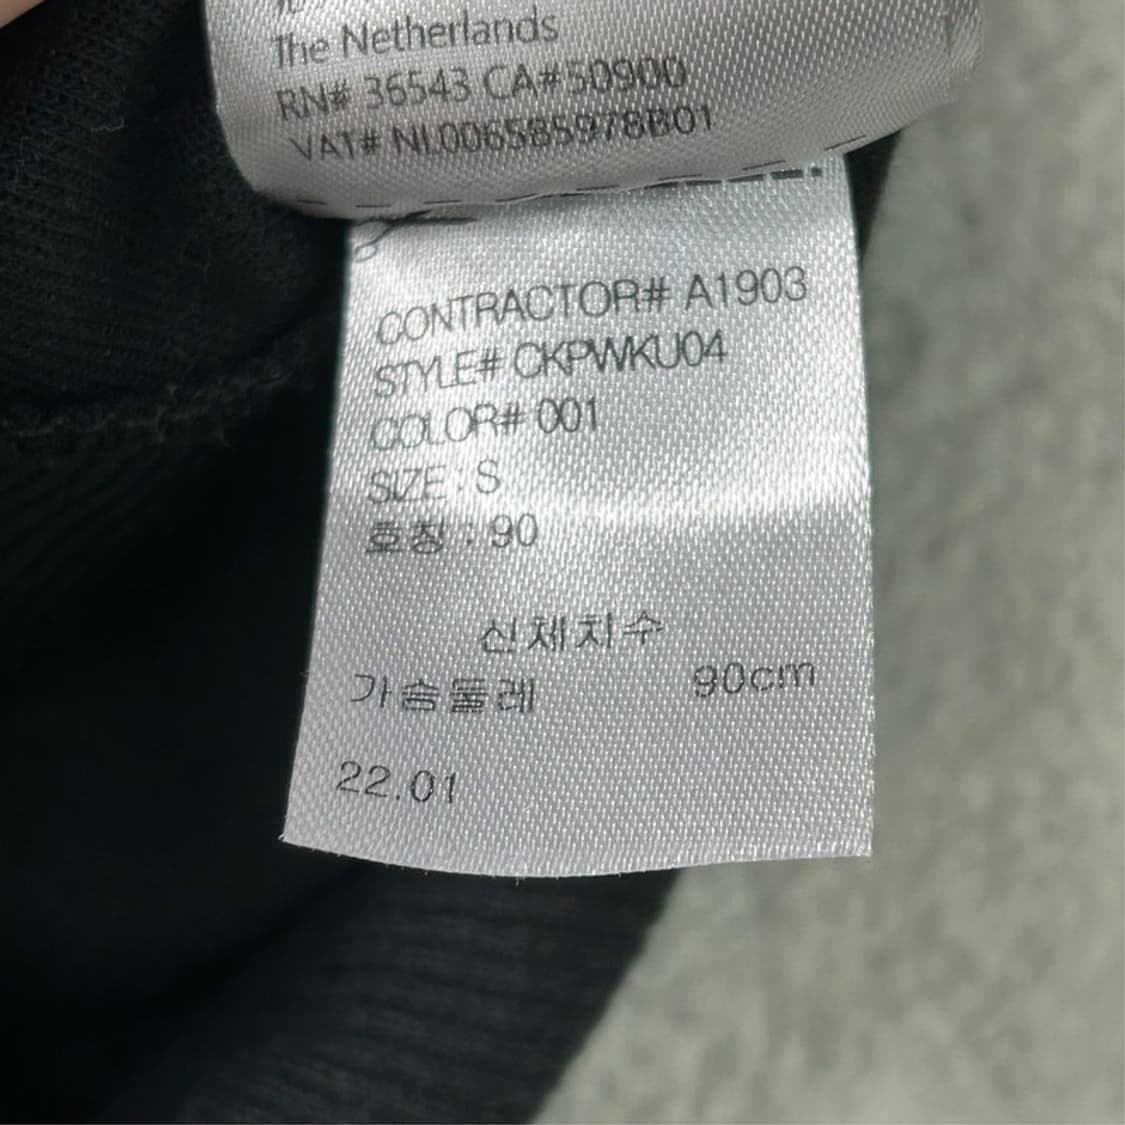 The Netherlands
RN# 36543 CA#50900
VAT# NL006585978B01
CONTRACTOR# A1903
STYLE# CKPWKU04
COLOR# 001
SIZE : S
호칭 : 90
신체치수
가슴둘레 90cm
22.01